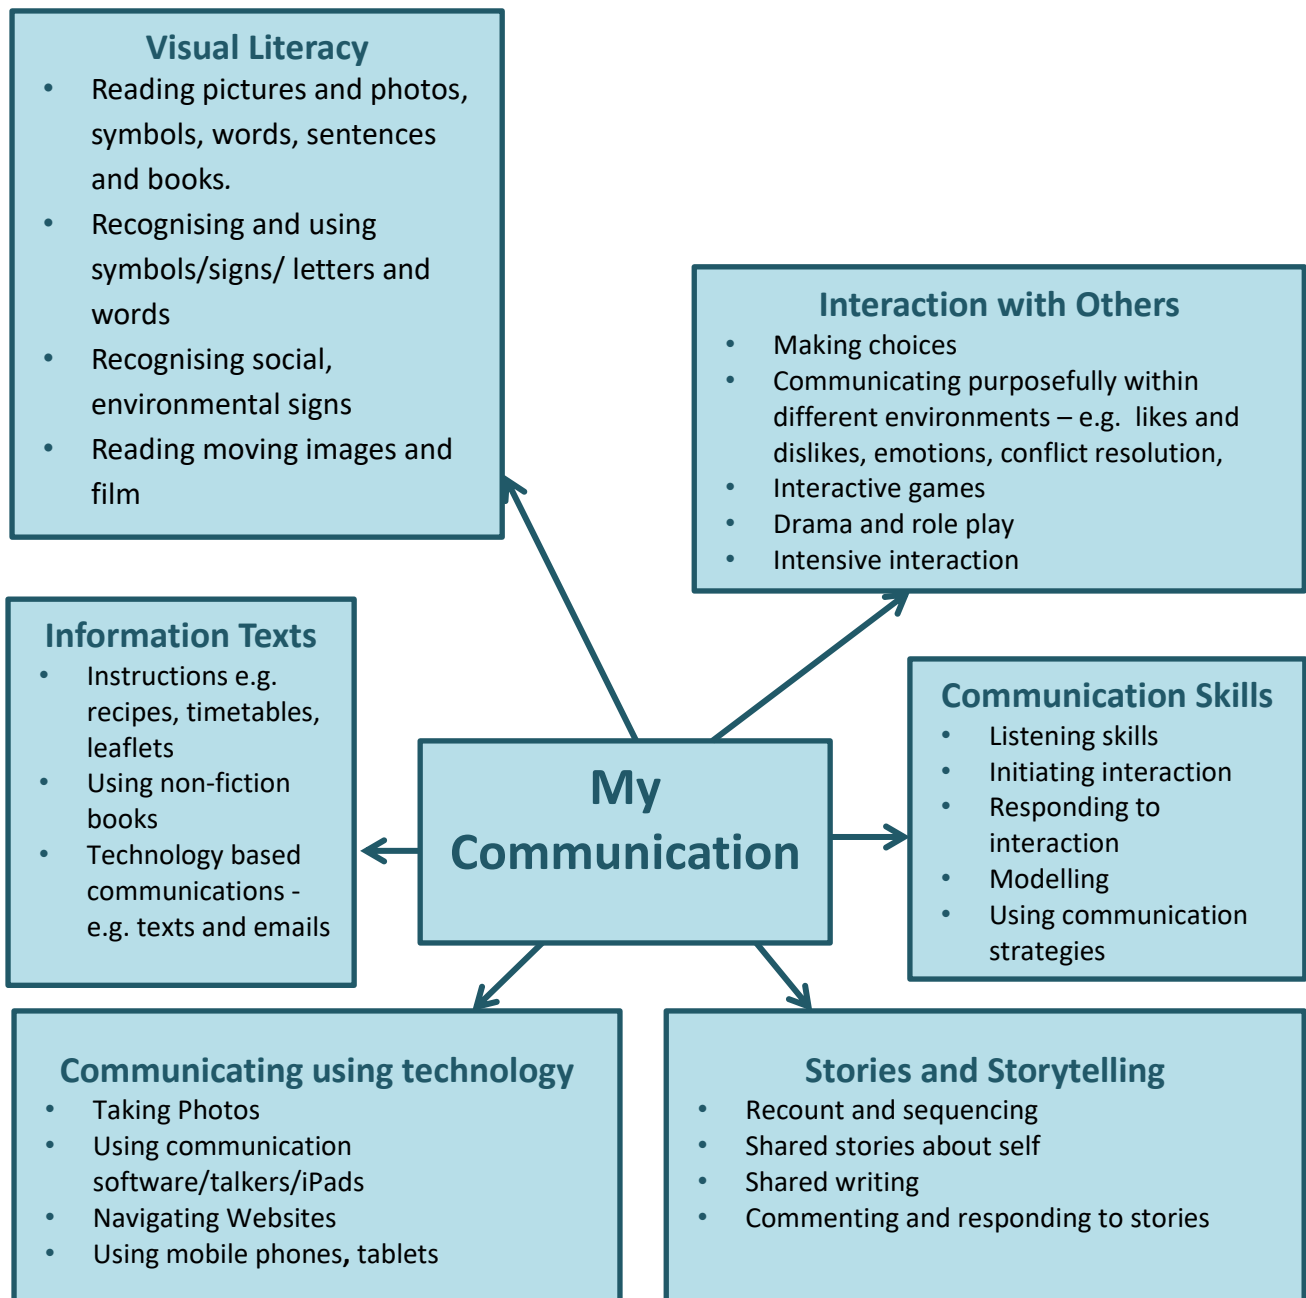 Visual Literacy
• Reading pictures and photos,
symbols, words, sentences
and books.
• Recognising and using
symbols/signs/ letters and
words
• Recognising social,
environmental signs
• Reading moving images and
film
Interaction with Others
• Making choices
• Communicating purposefully within
different environments – e.g. likes and
dislikes, emotions, conflict resolution,
• Interactive games
• Drama and role play
• Intensive interaction
Information Texts
• Instructions e.g.
recipes, timetables,
leaflets
• Using non-fiction
books
• Technology based
communications -
e.g. texts and emails
My
Communication
Communication Skills
• Listening skills
• Initiating interaction
• Responding to
interaction
• Modelling
• Using communication
strategies
Communicating using technology
• Taking Photos
• Using communication
software/talkers/iPads
• Navigating Websites
• Using mobile phones, tablets
Stories and Storytelling
• Recount and sequencing
• Shared stories about self
• Shared writing
• Commenting and responding to stories